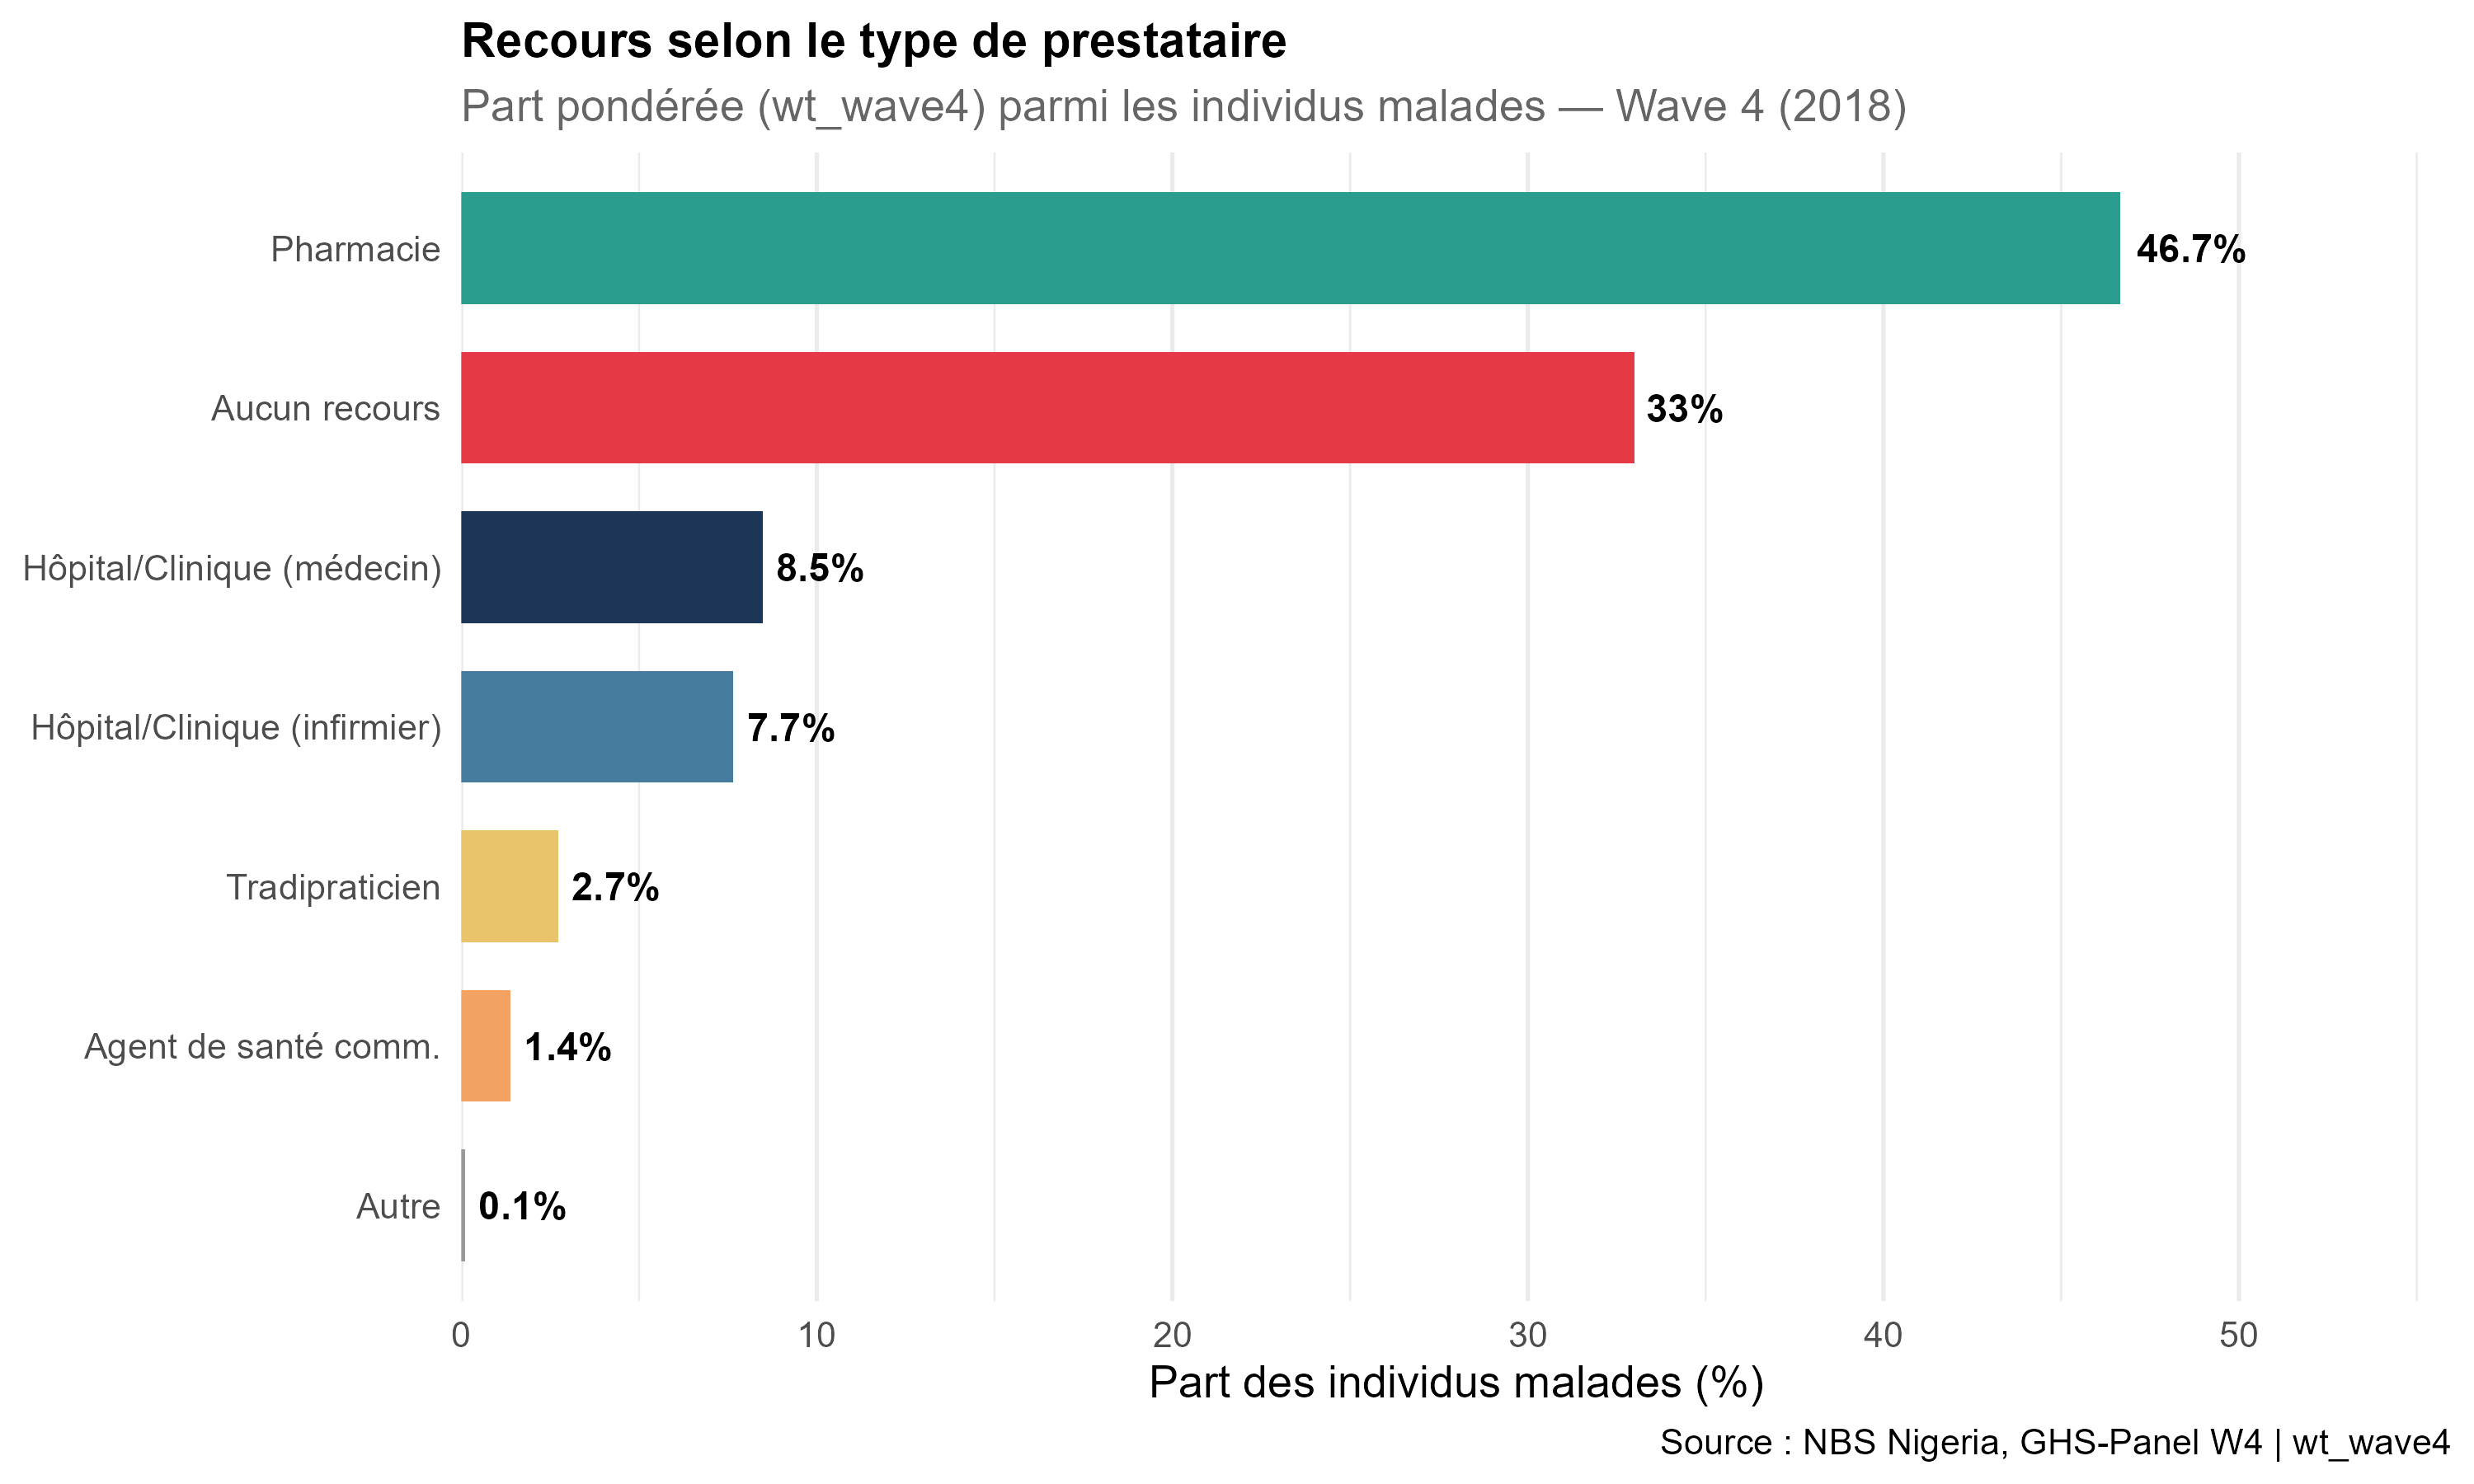 Recours selon le type de prestataire
Part pondérée (wt_wave4) parmi les individus malades — Wave 4 (2018)
Pharmacie
46.7%
Aucun recours
33%
Hôpital/Clinique (médecin)
8.5%
Hôpital/Clinique (infirmier)
7.7%
Tradipraticien
2.7%
Agent de santé comm.
1.4%
Autre
0.1%
0 10 20 30 40 50
Part des individus malades (%)
Source : NBS Nigeria, GHS-Panel W4 | wt_wave4